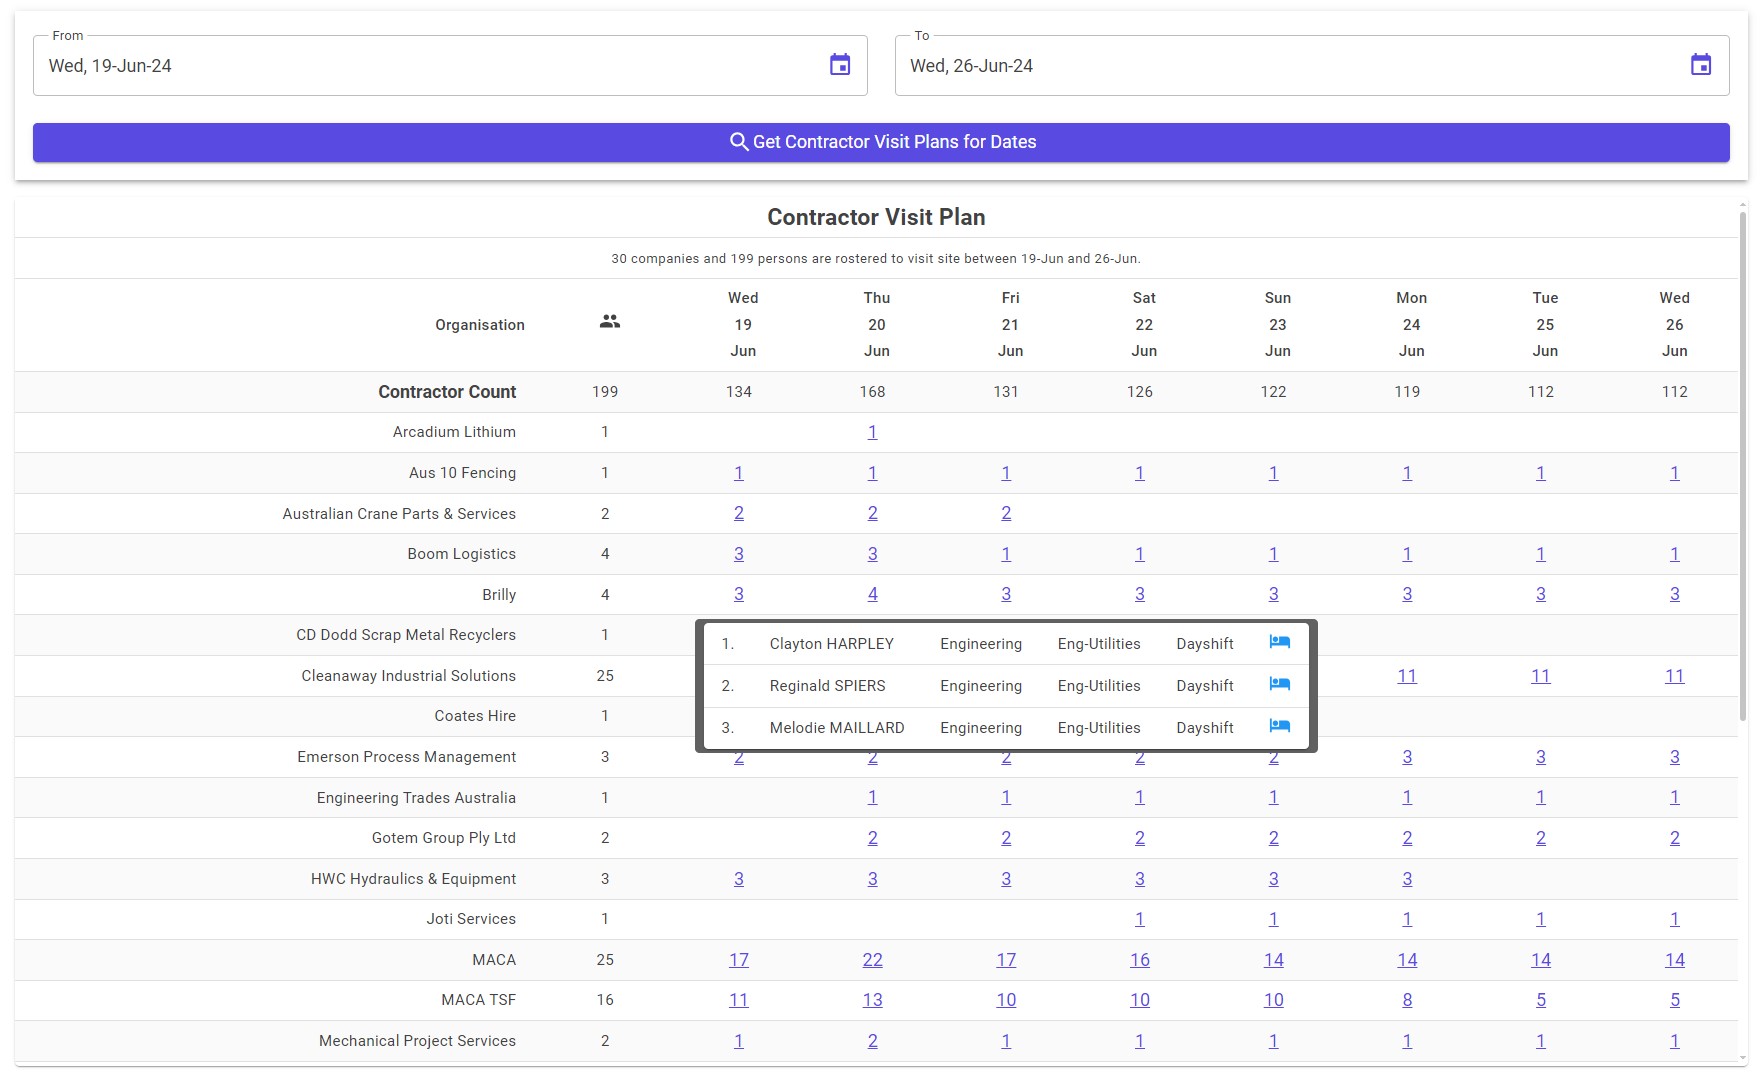 From
Wed, 19-Jun-24
To
Wed, 26-Jun-24
Get Contractor Visit Plans for Dates
Contractor Visit Plan
30 companies and 199 persons are rostered to visit site between 19-Jun and 26-Jun.
Organisation Wed 19 Jun Thu 20 Jun Fri 21 Jun Sat 22 Jun Sun 23 Jun Mon 24 Jun Tue 25 Jun Wed 26 Jun
Contractor Count 199 134 168 131 126 122 119 112 112
Arcadium Lithium 1 1
Aus 10 Fencing 1 1 1 1 1 1 1 1 1
Australian Crane Parts & Services 2 2 2 2
Boom Logistics 4 3 3 1 1 1 1 1 1
Brilly 4 3 4 3 3 3 3 3 3
CD Dodd Scrap Metal Recyclers 1
1. Clayton HARPLEY Engineering Eng-Utilities Dayshift
Cleanaway Industrial Solutions 25 11 11 11
2. Reginald SPIERS Engineering Eng-Utilities Dayshift
Coates Hire 1
3. Melodie MAILLARD Engineering Eng-Utilities Dayshift
Emerson Process Management 3 2 2 2 2 2 3 3 3
Engineering Trades Australia 1 1 1 1 1 1 1 1
Gotem Group Ply Ltd 2 2 2 2 2 2 2 2
HWC Hydraulics & Equipment 3 3 3 3 3 3 3
Joti Services 1 1 1 1 1 1
MACA 25 17 22 17 16 14 14 14 14
MACA TSF 16 11 13 10 10 10 8 5 5
Mechanical Project Services 2 1 2 1 1 1 1 1 1